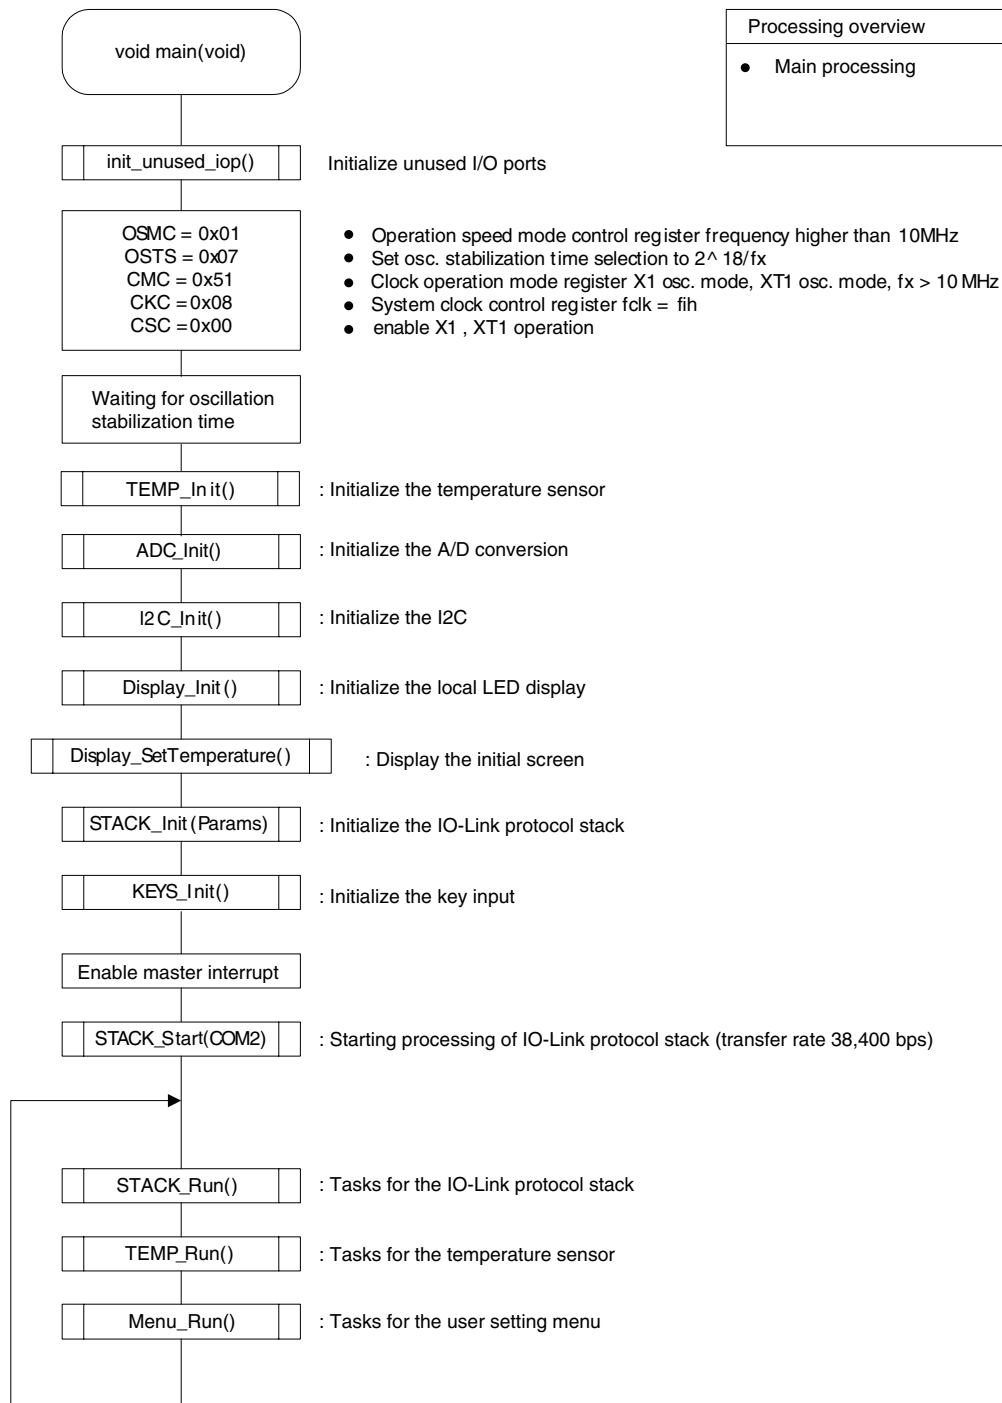 void main(void)
Processing overview
● Main processing
init_unused_iop()
Initialize unused I/O ports
OSMC = 0x01
OSTS = 0x07
CMC = 0x51
CKC = 0x08
CSC = 0x00
● Operation speed mode control register frequency higher than 10MHz
● Set osc. stabilization time selection to 2^ 18/fx
● Clock operation mode register X1 osc. mode, XT1 osc. mode, fx > 10 MHz
● System clock control register fclk = fih
● enable X1 , XT1 operation
Waiting for oscillation
stabilization time
TEMP_Init()
: Initialize the temperature sensor
ADC_Init()
: Initialize the A/D conversion
I2C_Init()
: Initialize the I2C
Display_Init()
: Initialize the local LED display
Display_SetTemperature()
: Display the initial screen
STACK_Init(Params)
: Initialize the IO-Link protocol stack
KEYS_Init()
: Initialize the key input
Enable master interrupt
STACK_Start(COM2)
: Starting processing of IO-Link protocol stack (transfer rate 38,400 bps)
STACK_Run()
: Tasks for the IO-Link protocol stack
TEMP_Run()
: Tasks for the temperature sensor
Menu_Run()
: Tasks for the user setting menu